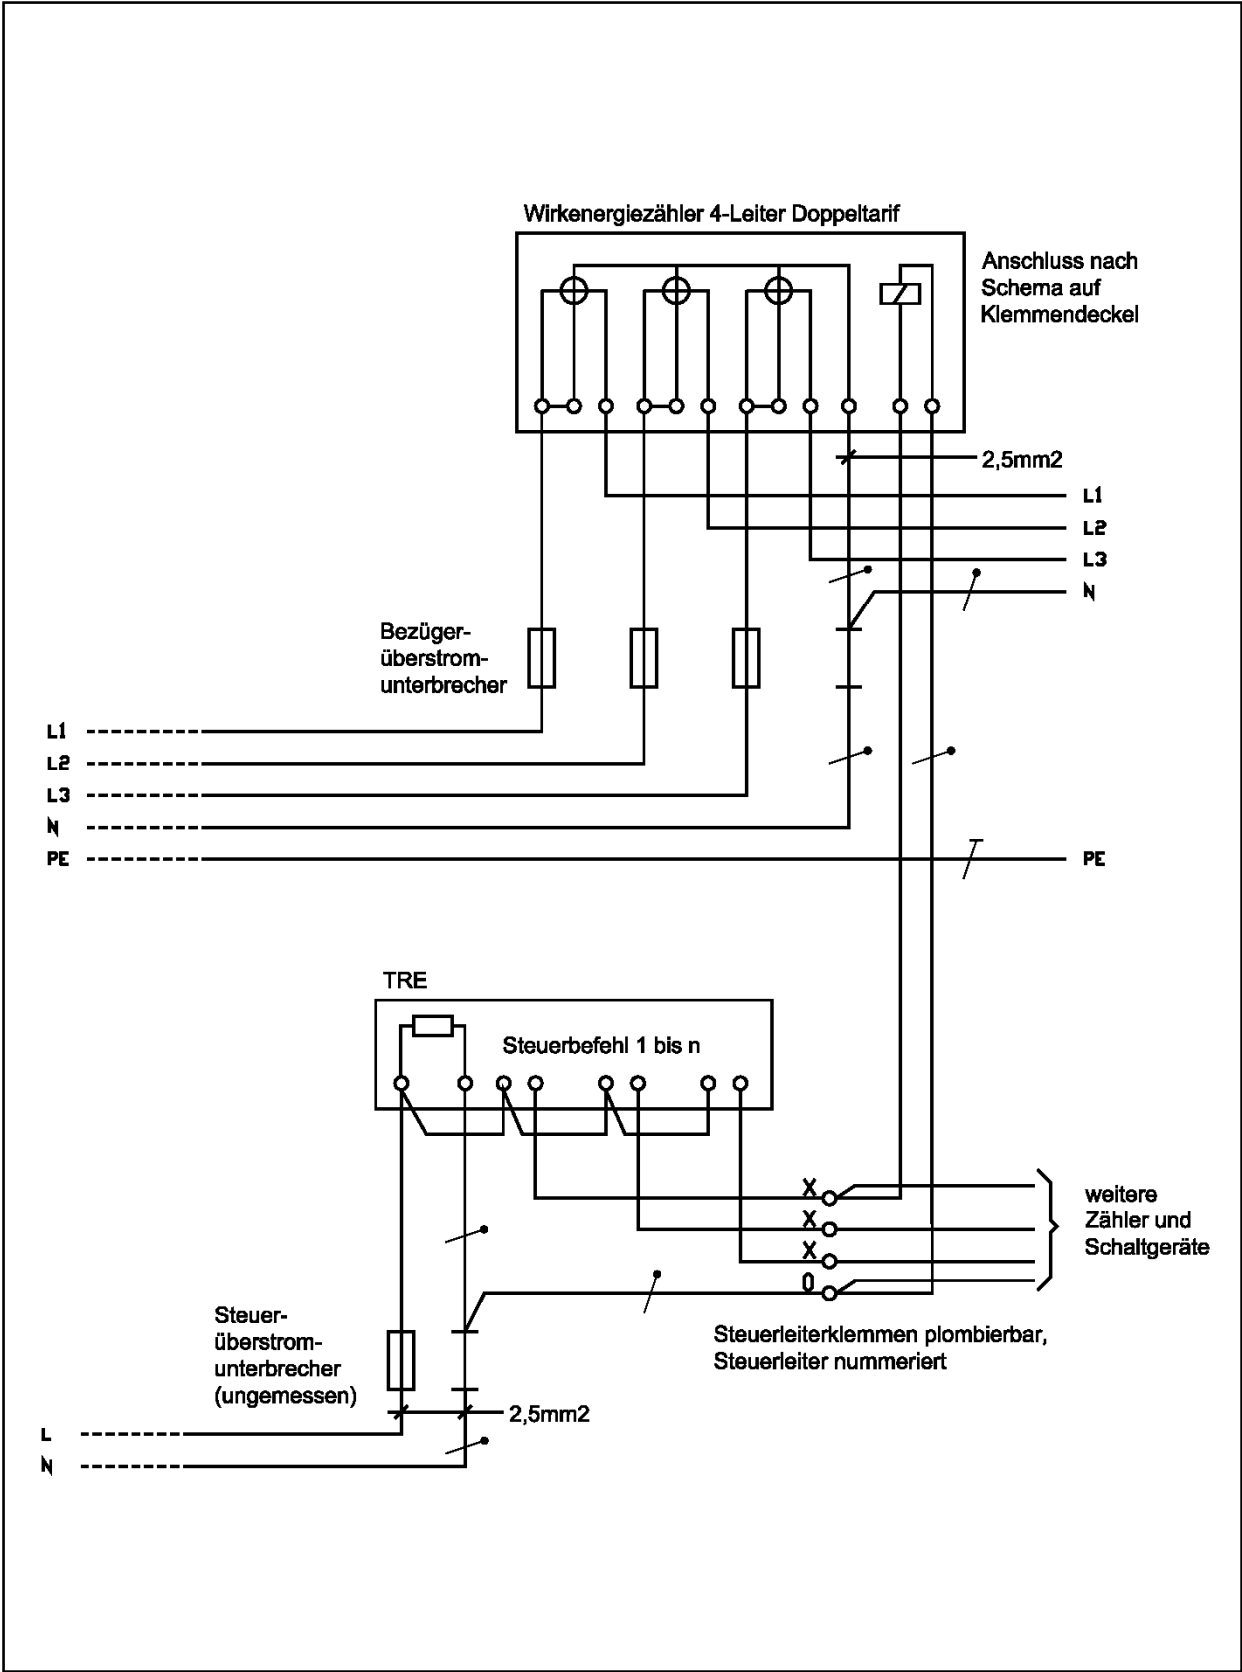 Wirkenergiezähler 4-Leiter Doppeltarif
Anschluss nach
Schema auf
Klemmendeckel
2,5mm2
L1
L2
L3
N
Bezüger-
überstrom-
unterbrecher
L1
L2
L3
N
PE
PE
TRE
Steuerbefehl 1 bis n
X
X
X
0
weitere
Zähler und
Schaltgeräte
Steuerleiterklemmen plombierbar,
Steuerleiter nummeriert
Steuer-
überstrom-
unterbrecher
(ungemessen)
2,5mm2
L
N